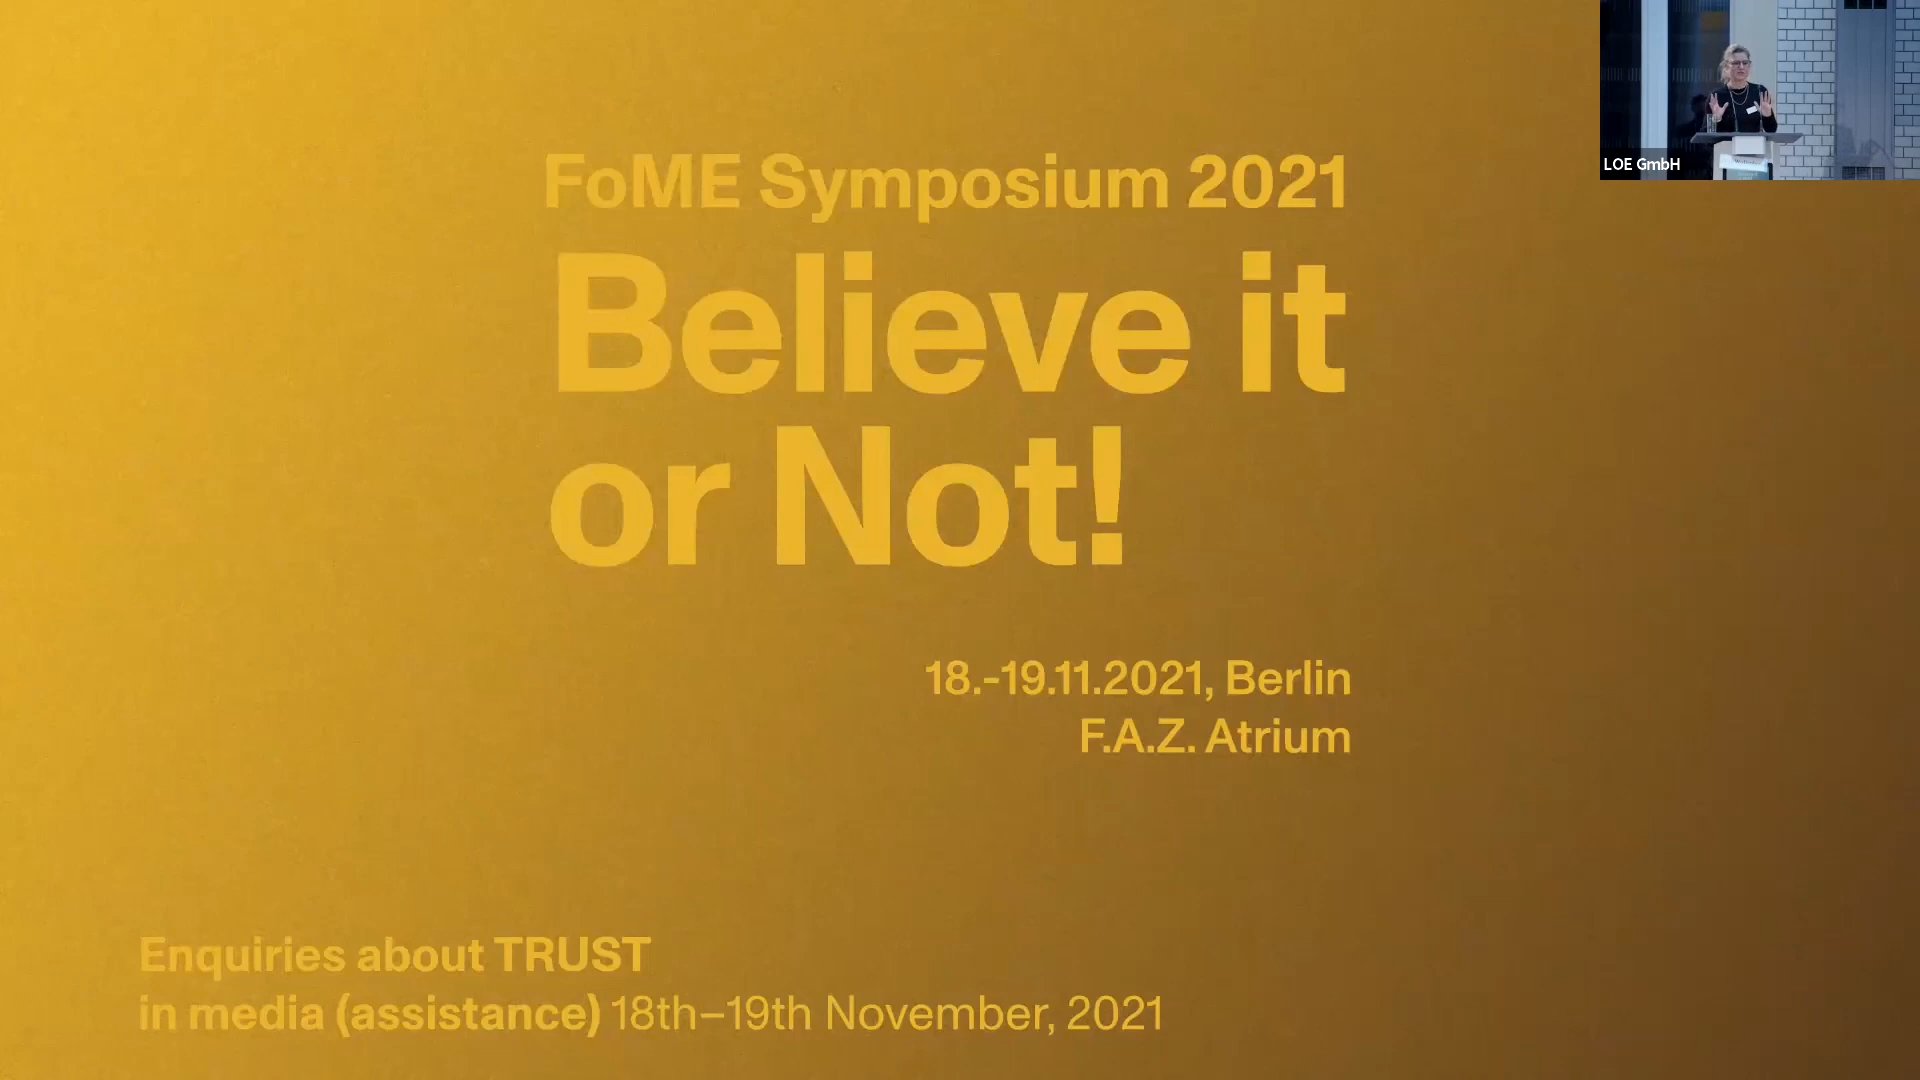 FoME Symposium 2021
Believe it
or Not!
18.-19.11.2021, Berlin
F.A.Z. Atrium
Enquiries about TRUST
in media (assistance) 18th–19th November, 2021
LOE GmbH